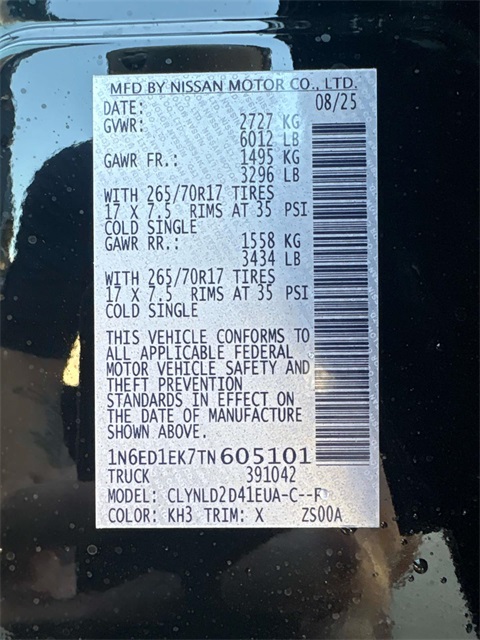 MFD BY NISSAN MOTOR CO., LTD.
DATE: 08/25
GVWR: 2727 KG
6012 LB
GAWR FR.: 1495 KG
3296 LB
WITH 265/70R17 TIRES
17 X 7.5 RIMS AT 35 PSI
COLD SINGLE
GAWR RR.: 1558 KG
3434 LB
WITH 265/70R17 TIRES
17 X 7.5 RIMS AT 35 PSI
COLD SINGLE
THIS VEHICLE CONFORMS TO
ALL APPLICABLE FEDERAL
MOTOR VEHICLE SAFETY AND
THEFT PREVENTION
STANDARDS IN EFFECT ON
THE DATE OF MANUFACTURE
SHOWN ABOVE.
1N6ED1EK7TN605101
TRUCK 391042
MODEL: CLYNLD2D41EUA-C--F
COLOR: KH3 TRIM: X ZS00A